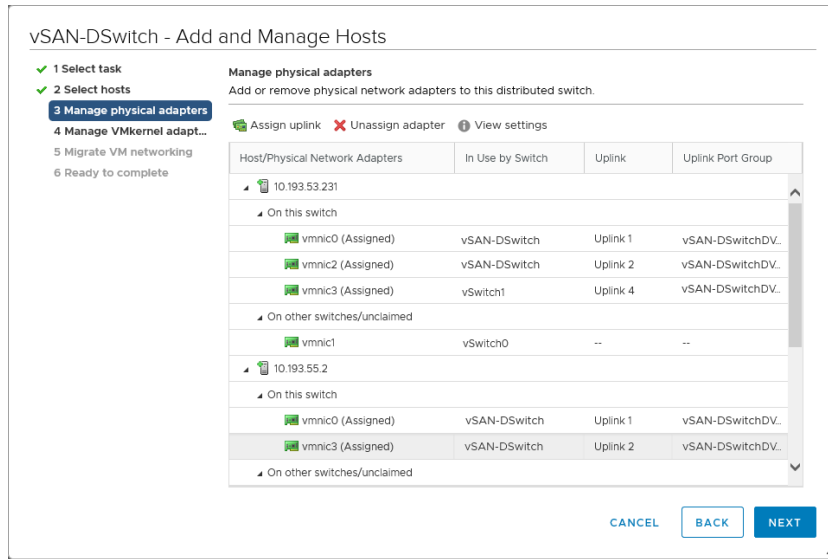 vSAN-DSwitch - Add and Manage Hosts
1 Select task
2 Select hosts
3 Manage physical adapters
4 Manage VMkernel adapt...
5 Migrate VM networking
6 Ready to complete
Manage physical adapters
Add or remove physical network adapters to this distributed switch.
Assign uplink Unassign adapter View settings
Host/Physical Network Adapters In Use by Switch Uplink Uplink Port Group
10.193.53.231
On this switch
vmnic0 (Assigned) vSAN-DSwitch Uplink 1 vSAN-DSwitchDV...
vmnic2 (Assigned) vSAN-DSwitch Uplink 2 vSAN-DSwitchDV...
vmnic3 (Assigned) vSwitch1 Uplink 4 vSAN-DSwitchDV...
On other switches/unclaimed
vmnic1 vSwitch0 -- --
10.193.55.2
On this switch
vmnic0 (Assigned) vSAN-DSwitch Uplink 1 vSAN-DSwitchDV...
vmnic3 (Assigned) vSAN-DSwitch Uplink 2 vSAN-DSwitchDV...
On other switches/unclaimed
CANCEL BACK NEXT